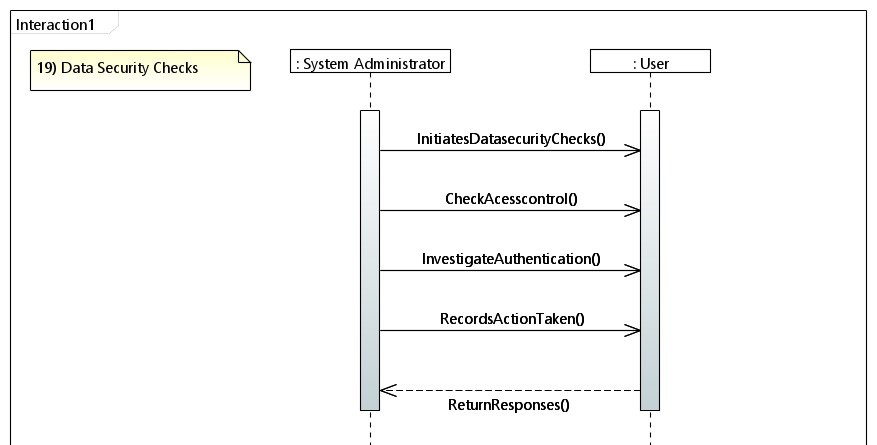 Interaction1
19) Data Security Checks
: System Administrator
: User
InitiatesDatasecurityChecks()
CheckAcesscontrol()
InvestigateAuthentication()
RecordsActionTaken()
ReturnResponses()